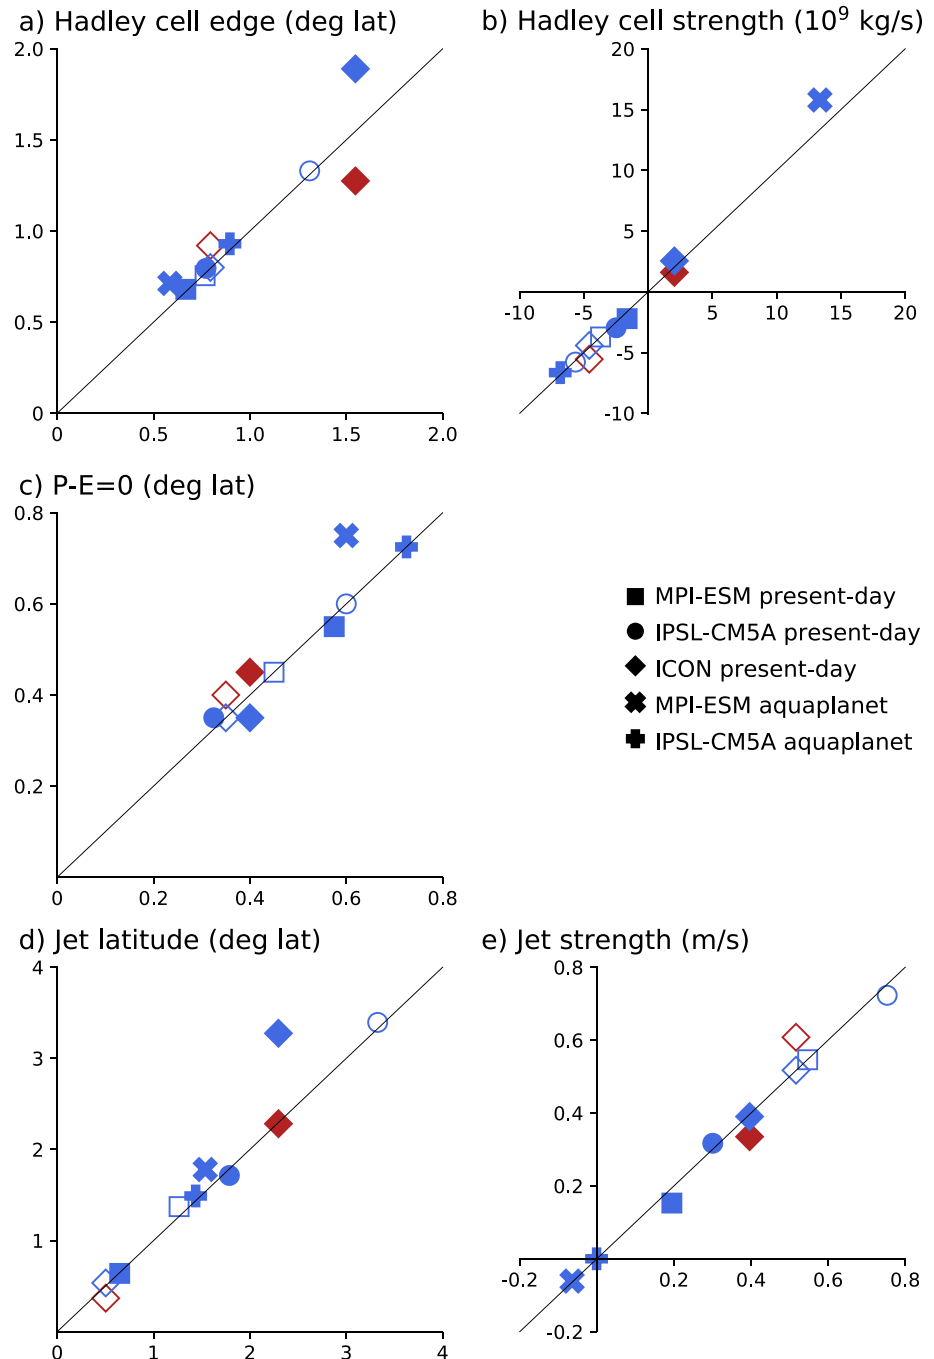 a) Hadley cell edge (deg lat)
2.0
1.5
1.0
0.5
0
0 0.5 1.0 1.5 2.0
b) Hadley cell strength (10⁹ kg/s)
20
15
10
5
-10 -5 5 10 15 20
-5
-10
c) P-E=0 (deg lat)
0.8
0.6
0.4
0.2
0 0.2 0.4 0.6 0.8
MPI-ESM present-day
IPSL-CM5A present-day
ICON present-day
MPI-ESM aquaplanet
IPSL-CM5A aquaplanet
d) Jet latitude (deg lat)
4
3
2
1
0 1 2 3 4
e) Jet strength (m/s)
0.8
0.6
0.4
0.2
-0.2 0.2 0.4 0.6 0.8
-0.2